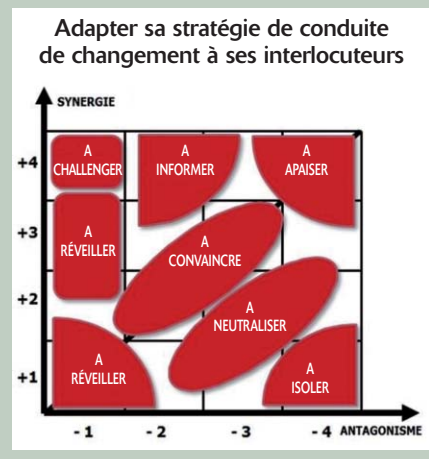 Adapter sa stratégie de conduite
de changement à ses interlocuteurs
SYNERGIE
+4
A
CHALLENGER
A
INFORMER
A
APAISER
+3
A
RÉVEILLER
A
CONVAINCRE
+2
A
NEUTRALISER
+1
A
RÉVEILLER
A
ISOLER
- 1
- 2
- 3
- 4 ANTAGONISME